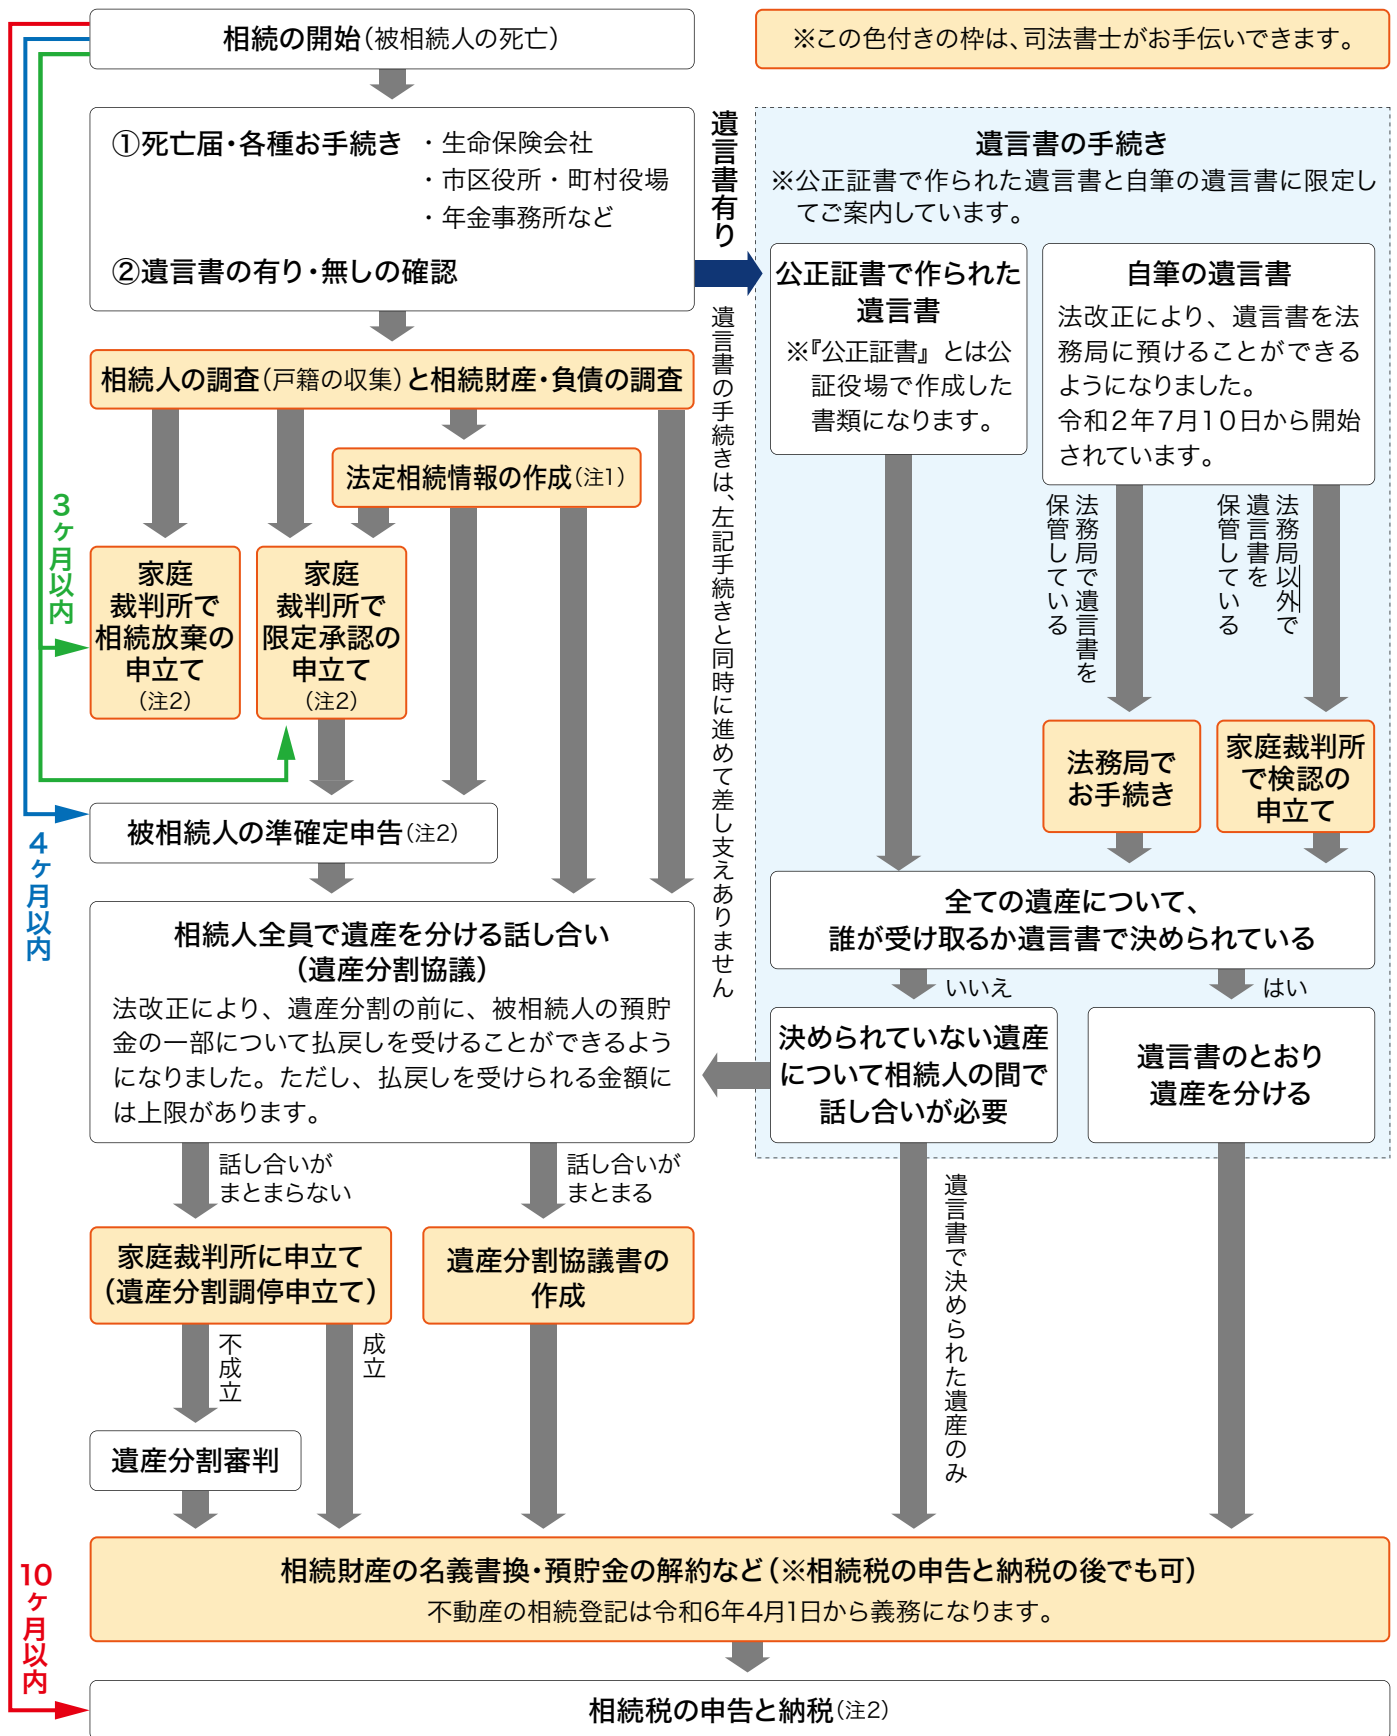 相続の開始（被相続人の死亡）
※この色付きの枠は、司法書士がお手伝いできます。
①死亡届・各種お手続き
・生命保険会社
・市区役所・町村役場
・年金事務所など
②遺言書の有り・無しの確認
遺言書有り
遺言書の手続きは、左記手続きと同時に進めて差し支えありません
遺言書の手続き
※公正証書で作られた遺言書と自筆の遺言書に限定し
てご案内しています。
公正証書で作られた
遺言書
※『公正証書』とは公
証役場で作成した
書類になります。
自筆の遺言書
法改正により、遺言書を法
務局に預けることができる
ようになりました。
令和2年7月10日から開始
されています。
法務局で遺言書を
保管している
法務局以外で
遺言書を
保管している
法務局で
お手続き
家庭裁判所
で検認の
申立て
全ての遺産について、
誰が受け取るか遺言書で決められている
いいえ
はい
決められていない遺産
について相続人の間で
話し合いが必要
遺言書のとおり
遺産を分ける
遺言書で決められた遺産のみ
相続人の調査（戸籍の収集）と相続財産・負債の調査
法定相続情報の作成（注1）
3ヶ月以内
家庭
裁判所で
相続放棄の
申立て
（注2）
家庭
裁判所で
限定承認の
申立て
（注2）
4ヶ月以内
被相続人の準確定申告（注2）
相続人全員で遺産を分ける話し合い
（遺産分割協議）
法改正により、遺産分割の前に、被相続人の預貯
金の一部について払戻しを受けることができるよう
になりました。ただし、払戻しを受けられる金額に
は上限があります。
話し合いが
まとまらない
話し合いが
まとまる
家庭裁判所に申立て
（遺産分割調停申立て）
遺産分割協議書の
作成
不成立
成立
遺産分割審判
相続財産の名義書換・預貯金の解約など（※相続税の申告と納税の後でも可）
不動産の相続登記は令和6年4月1日から義務になります。
10ヶ月以内
相続税の申告と納税（注2）